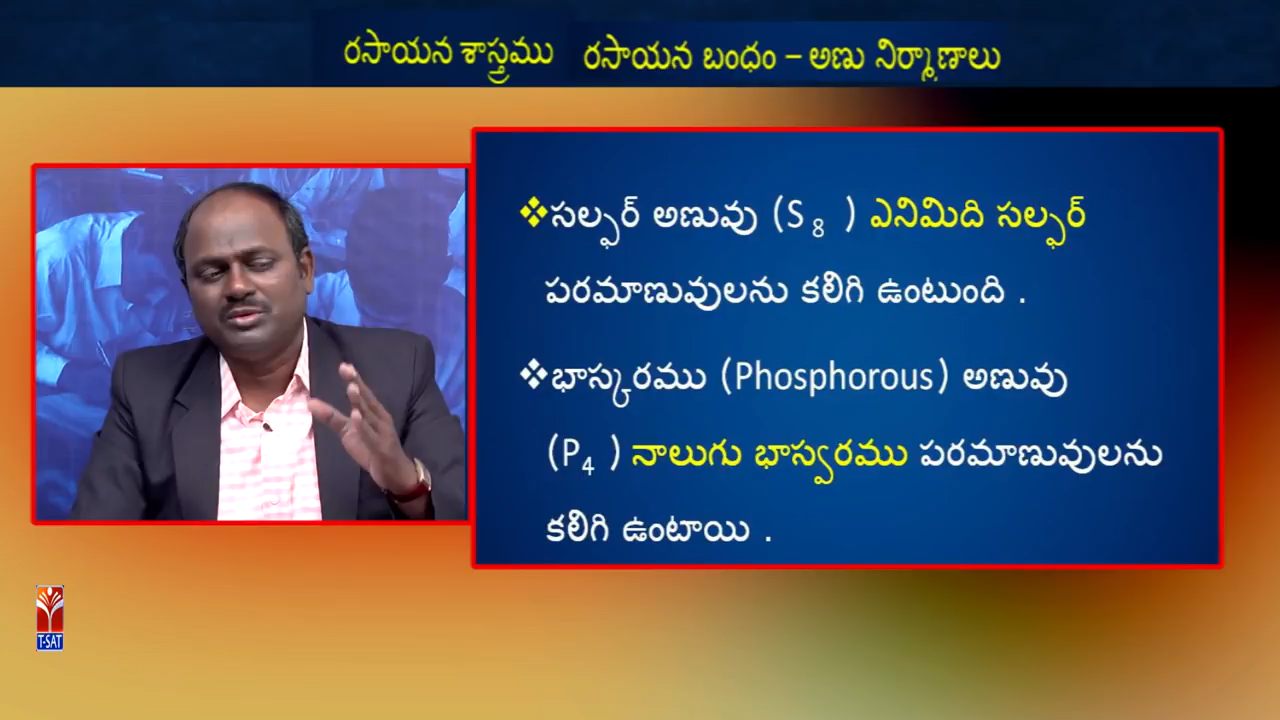 రసాయన శాస్త్రము రసాయన బంధం – అణు నిర్మాణాలు
❖సల్ఫర్ అణువు (S₈ ) ఎనిమిది సల్ఫర్
పరమాణువులను కలిగి ఉంటుంది .
❖భాస్కరము (Phosphorous) అణువు
(P₄ ) నాలుగు భాస్వరము పరమాణువులను
కలిగి ఉంటాయి .
T-SAT